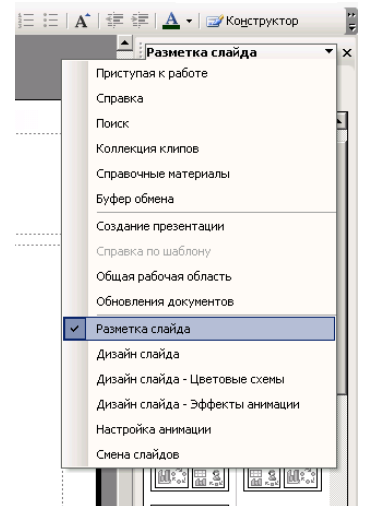 Конструктор
Разметка слайда
Приступая к работе
Справка
Поиск
Коллекция клипов
Справочные материалы
Буфер обмена
Создание презентации
Справка по шаблону
Общая рабочая область
Обновления документов
Разметка слайда
Дизайн слайда
Дизайн слайда - Цветовые схемы
Дизайн слайда - Эффекты анимации
Настройка анимации
Смена слайдов